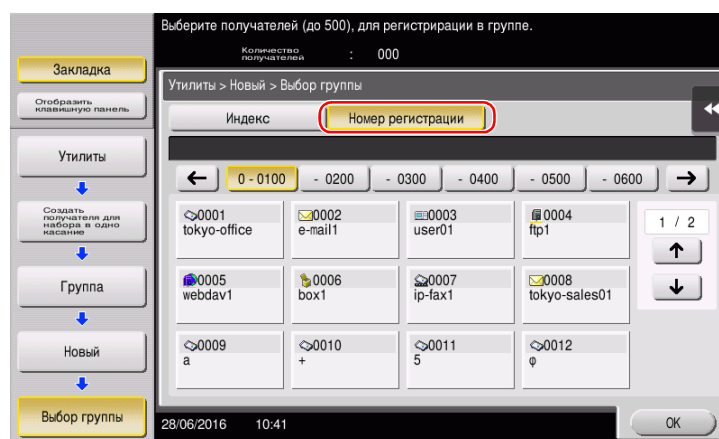 Выберите получателей (до 500), для регистрирации в группе.
Количество получателей : 000
Закладка
Отобразить
клавишную панель
Утилиты
Создать
получателя для
набора в одно
касание
Группа
Новый
Выбор группы
Утилиты > Новый > Выбор группы
Индекс Номер регистрации
0 - 0100 - 0200 - 0300 - 0400 - 0500 - 0600
0001 0002 0003 0004
tokyo-office e-mail1 user01 ftp1
1 / 2
0005 0006 0007 0008
webdav1 box1 ip-fax1 tokyo-sales01
0009 0010 0011 0012
a + 5 φ
28/06/2016 10:41
OK